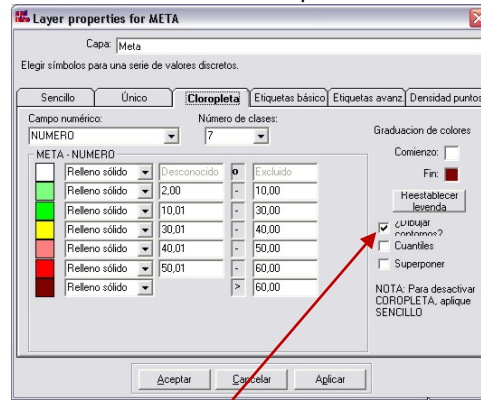 Layer properties for META
Capa: Meta
Elegir símbolos para una serie de valores discretos.
Sencillo Único Cloropleta Etiquetas básico Etiquetas avanz. Densidad puntos
Campo numérico: Número de clases:
NUMERO 7
Graduacion de colores
META - NUMERO
Comienzo:
Relleno sólido Desconocido o Excluido
Fin:
Relleno sólido 2,00 - 10,00
Heestablecer
Relleno sólido 10,01 - 30,00
levenda
Relleno sólido 30,01 - 40,00
¿Dibujar
contornos?
Relleno sólido 40,01 - 50,00
Cuantiles
Relleno sólido 50,01 - 60,00
Superponer
Relleno sólido > 60,00
NOTA: Para desactivar
COROPLETA, aplique
SENCILLO
Aceptar Cancelar Aplicar